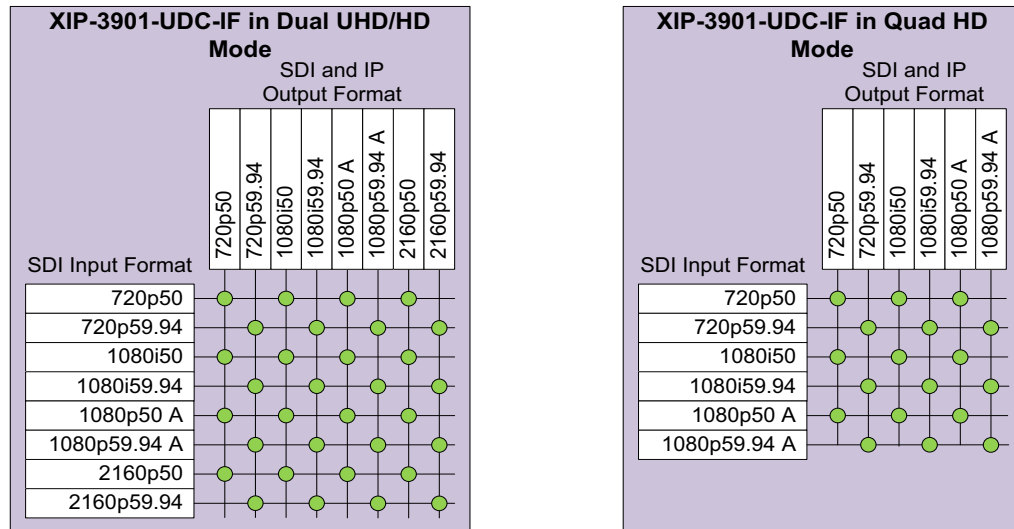 XIP-3901-UDC-IF in Dual UHD/HD
Mode
SDI and IP
Output Format
720p50
720p59.94
1080i50
1080i59.94
1080p50 A
1080p59.94 A
2160p50
2160p59.94
SDI Input Format
720p50
720p59.94
1080i50
1080i59.94
1080p50 A
1080p59.94 A
2160p50
2160p59.94
XIP-3901-UDC-IF in Quad HD
Mode
SDI and IP
Output Format
720p50
720p59.94
1080i50
1080i59.94
1080p50 A
1080p59.94 A
SDI Input Format
720p50
720p59.94
1080i50
1080i59.94
1080p50 A
1080p59.94 A